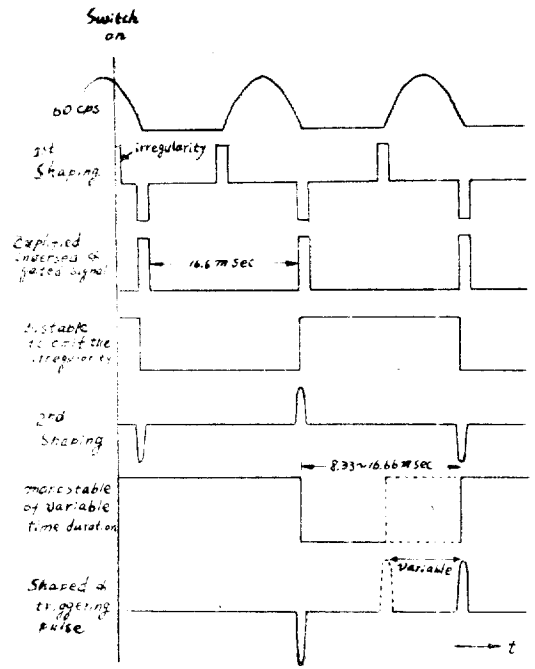 Switch
on
60 cps
1st
Shaping
irregularity
inversed &
gated signal
16.6 m sec
bistable
to omit the
irregularity
2nd
Shaping
8.33~16.66 m sec
monostable
of variable
time duration
variable
Shaped &
triggering
pulse
t